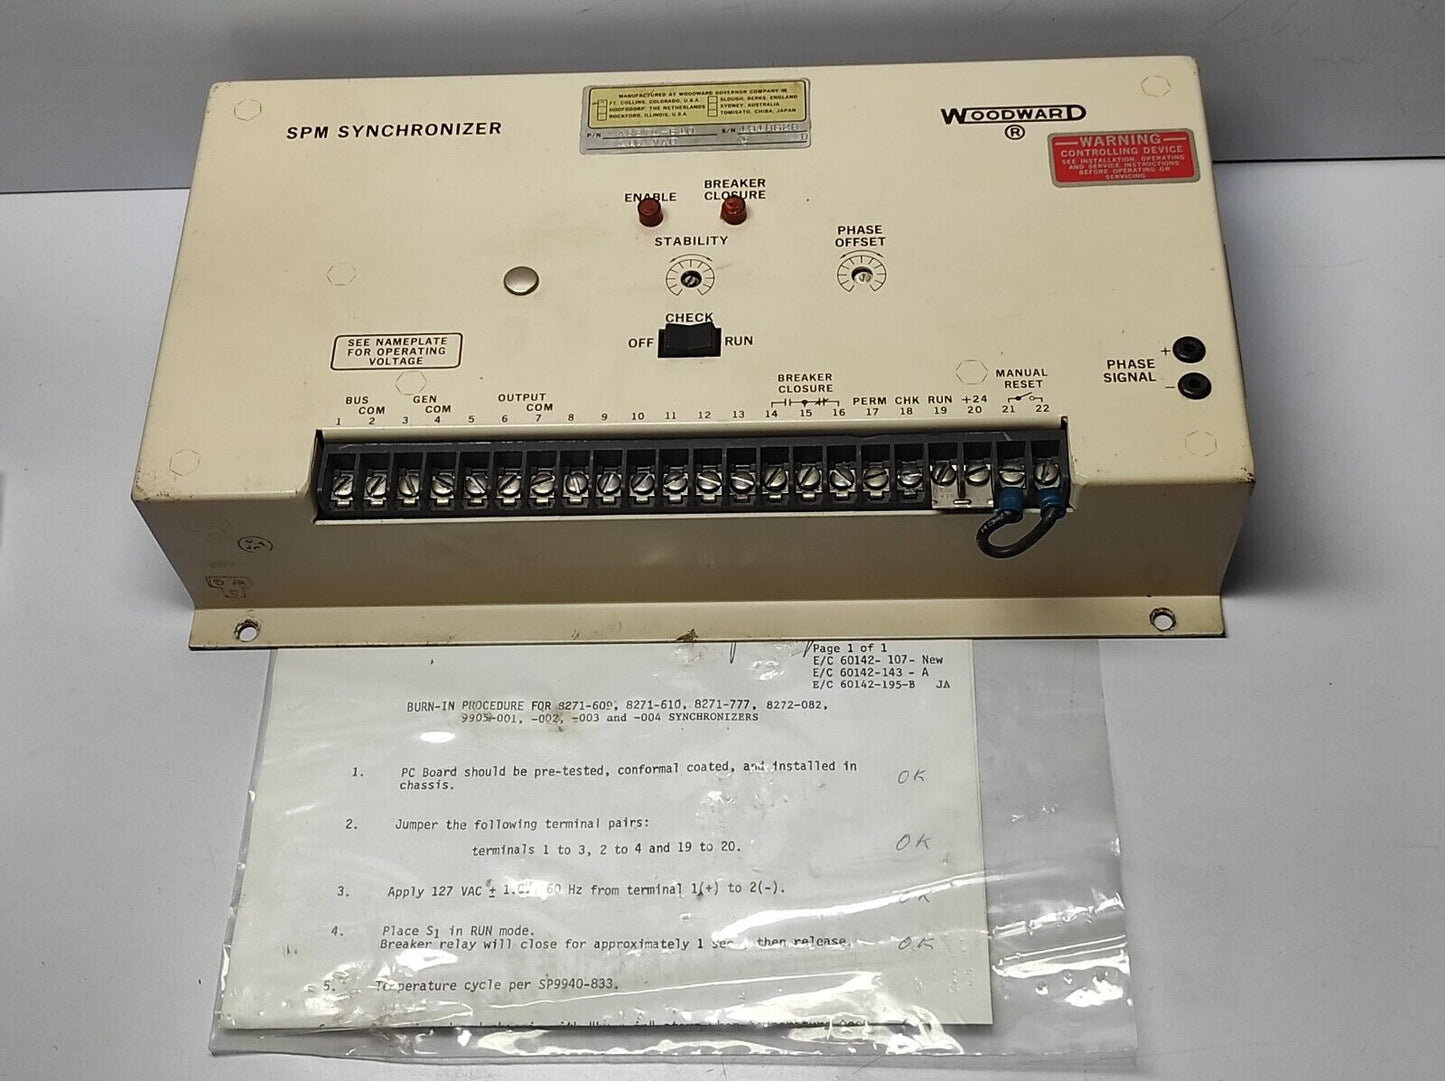 MANUFACTURED AT WOODWARD GOVERNOR COMPANY IN
FT. COLLINS, COLORADO, U.S.A. SLOUGH, BERKS, ENGLAND
HOOFDDORP, THE NETHERLANDS SYDNEY, AUSTRALIA
ROCKFORD, ILLINOIS, U.S.A. TOMISATO, CHIBA, JAPAN
P/N S/N
SPM SYNCHRONIZER
WOODWARD
®
WARNING
CONTROLLING DEVICE
SEE INSTALLATION, OPERATING
AND SERVICE INSTRUCTIONS
BEFORE OPERATING OR
SERVICING
ENABLE
BREAKER
CLOSURE
STABILITY
PHASE
OFFSET
CHECK
OFF RUN
SEE NAMEPLATE
FOR OPERATING
VOLTAGE
PHASE
SIGNAL
+
-
BUS
COM
GEN
COM
OUTPUT
COM
BREAKER
CLOSURE
PERM CHK RUN +24
MANUAL
RESET
1 2 3 4 5 6 7 8 9 10 11 12 13 14 15 16 17 18 19 20 21 22
Page 1 of 1
E/C 60142- 107- New
E/C 60142-143 - A
E/C 60142-195-B JA
BURN-IN PROCEDURE FOR 8271-609, 8271-610, 8271-777, 8272-082,
9905-001, -002, -003 and -004 SYNCHRONIZERS
1. PC Board should be pre-tested, conformal coated, and installed in OK
chassis.
2. Jumper the following terminal pairs:
terminals 1 to 3, 2 to 4 and 19 to 20. OK
3. Apply 127 VAC ± 60 Hz from terminal 1(+) to 2(-). OK
4. Place S1 in RUN mode.
Breaker relay will close for approximately 1 sec., then release. OK
5. Temperature cycle per SP9940-833.